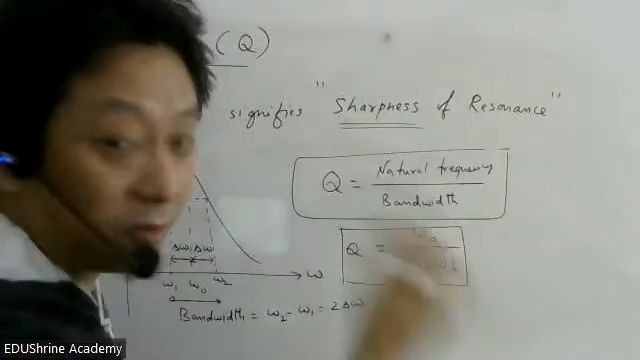 (Q)
signifies "Sharpness of Resonance"
Q = Natural frequency
Bandwidth
Q =
Δω Δω
ω
ω₁ ω₀ ω₂
Bandwidth = ω₂ - ω₁ = 2Δω
EDUShrine Academy